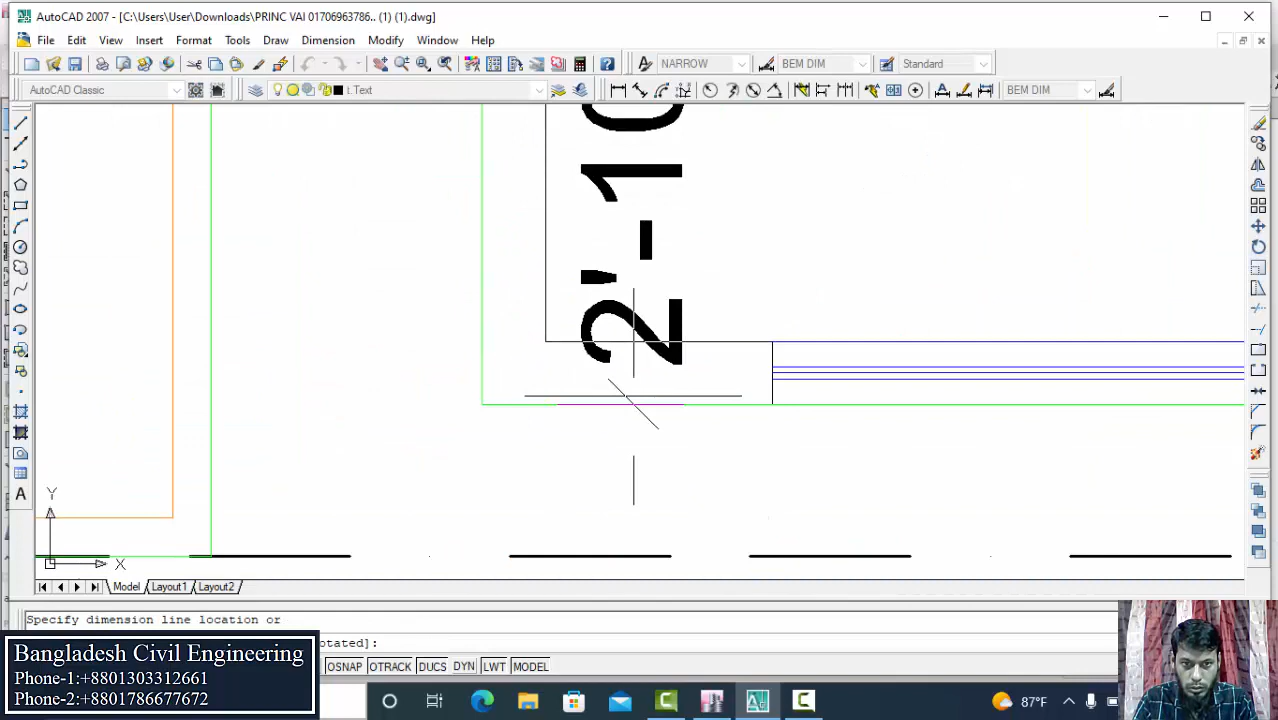 AutoCAD 2007 - [C:\Users\User\Downloads\PRINC VAI 01706963786.. (1) (1).dwg]
File Edit View Insert Format Tools Draw Dimension Modify Window Help
NARROW BEM DIM Standard
AutoCAD Classic t.Text BEM DIM
2'-10
Y
X
Model Layout1 Layout2
Specify dimension line location or
otated]:
OSNAP OTRACK DUCS DYN LWT MODEL
Bangladesh Civil Engineering
Phone-1:+8801303312661
Phone-2:+8801786677672
87°F